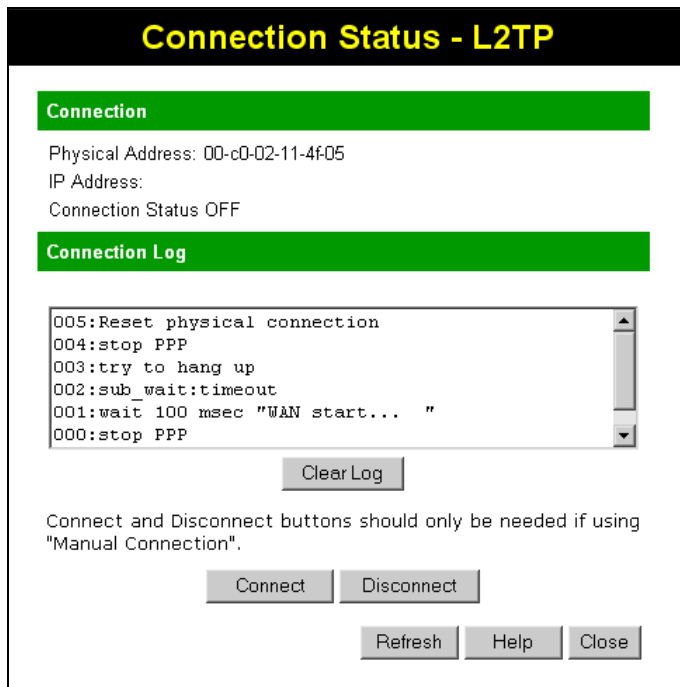 Connection Status - L2TP
Connection
Physical Address: 00-c0-02-11-4f-05
IP Address:
Connection Status OFF
Connection Log
005:Reset physical connection
004:stop PPP
003:try to hang up
002:sub_wait:timeout
001:wait 100 msec "WAN start...  "
000:stop PPP
Clear Log
Connect and Disconnect buttons should only be needed if using
"Manual Connection".
Connect Disconnect
Refresh Help Close